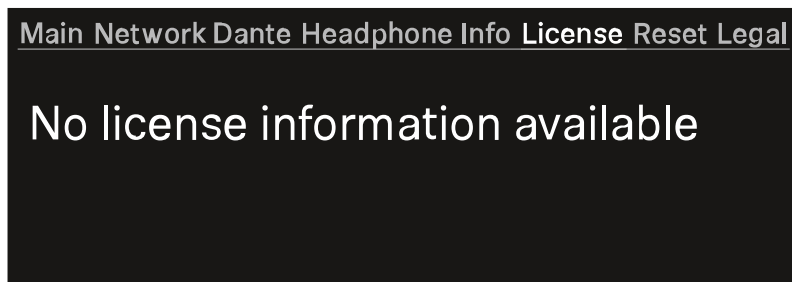 Main Network Dante Headphone Info License Reset Legal
No license information available